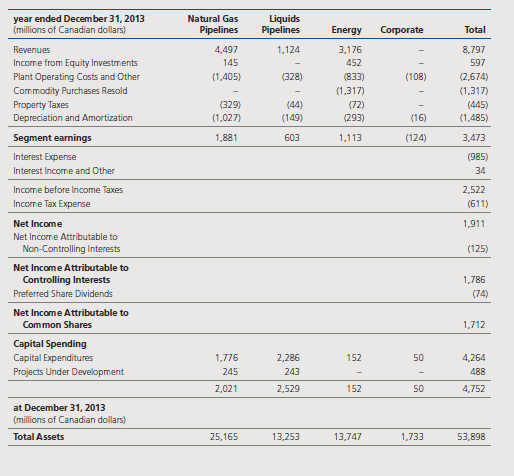 year ended December 31, 2013 Natural Gas Liquids
(millions of Canadian dollars) Pipelines Pipelines Energy Corporate Total
Revenues 4,497 1,124 3,176 – 8,797
Income from Equity Investments 145 – 452 – 597
Plant Operating Costs and Other (1,405) (328) (833) (108) (2,674)
Commodity Purchases Resold – – (1,317) – (1,317)
Property Taxes (329) (44) (72) – (445)
Depreciation and Amortization (1,027) (149) (293) (16) (1,485)
Segment earnings 1,881 603 1,113 (124) 3,473
Interest Expense (985)
Interest Income and Other 34
Income before Income Taxes 2,522
Income Tax Expense (611)
Net Income 1,911
Net Income Attributable to
Non-Controlling Interests (125)
Net Income Attributable to
Controlling Interests 1,786
Preferred Share Dividends (74)
Net Income Attributable to
Common Shares 1,712
Capital Spending
Capital Expenditures 1,776 2,286 152 50 4,264
Projects Under Development 245 243 – – 488
2,021 2,529 152 50 4,752
at December 31, 2013
(millions of Canadian dollars)
Total Assets 25,165 13,253 13,747 1,733 53,898